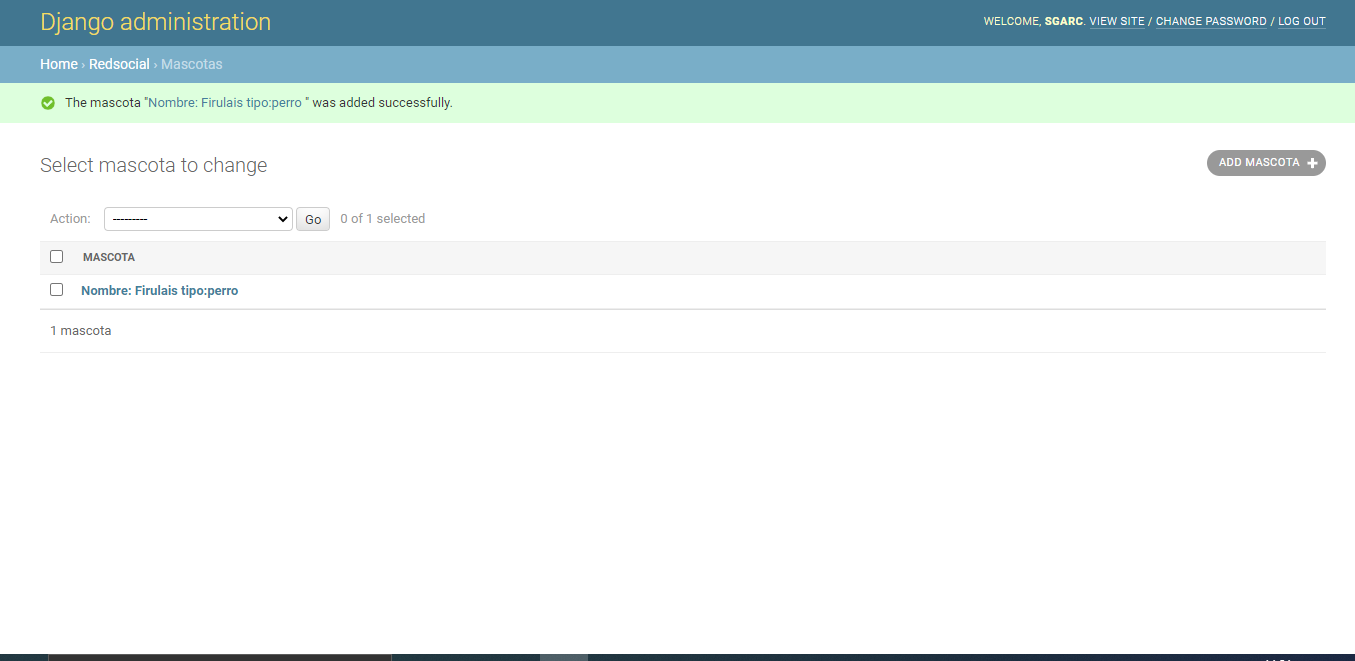 Django administration
WELCOME, SGARC. VIEW SITE / CHANGE PASSWORD / LOG OUT
Home › Redsocial › Mascotas
The mascota "Nombre: Firulais tipo:perro " was added successfully.
Select mascota to change
ADD MASCOTA +
Action: --------- Go 0 of 1 selected
MASCOTA
Nombre: Firulais tipo:perro
1 mascota